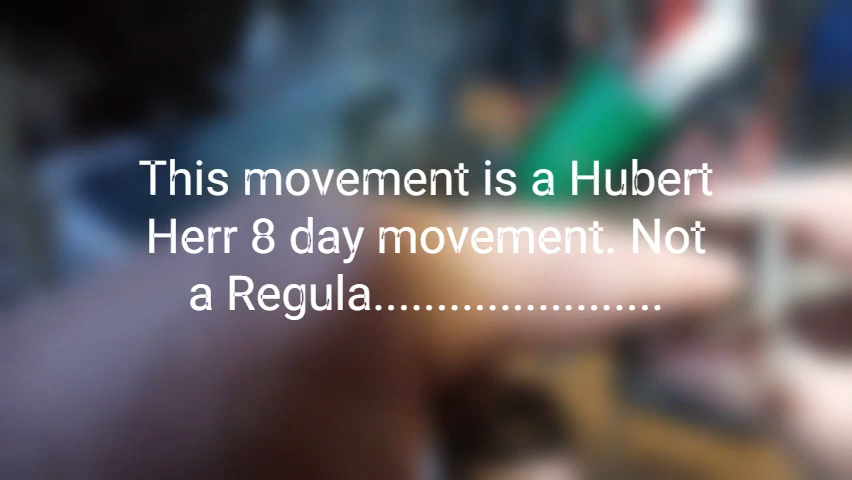 This movement is a Hubert
Herr 8 day movement. Not
a Regula.......................